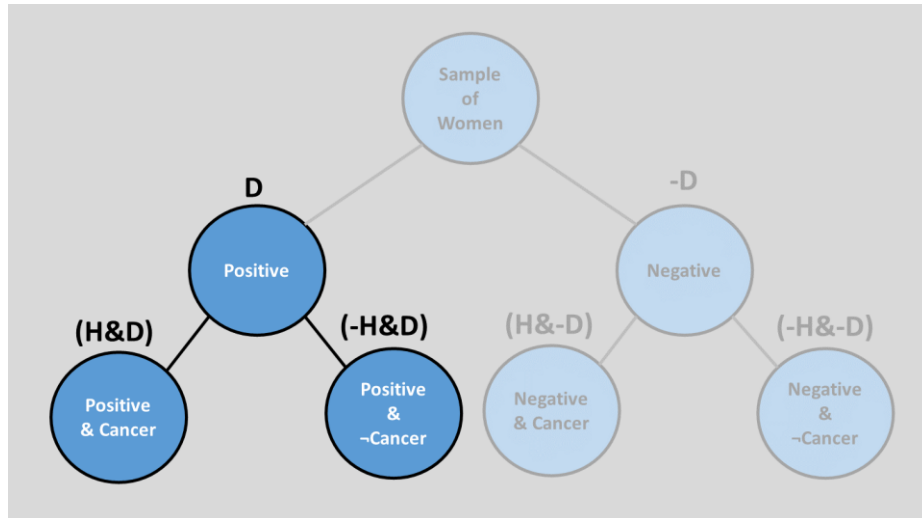 Sample
of
Women
D
-D
Positive
Negative
(H&D)
(-H&D)
(H&-D)
(-H&-D)
Positive
& Cancer
Positive
&
¬Cancer
Negative
& Cancer
Negative
&
¬Cancer